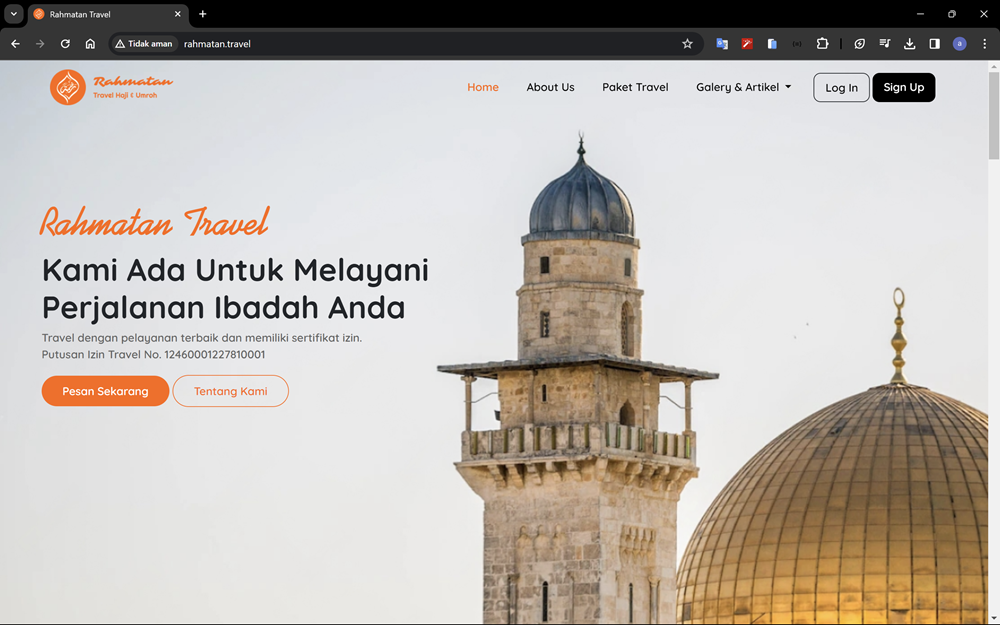 Rahmatan Travel
Tidak aman
rahmatan.travel
a
Rahmatan
Travel Haji & Umroh
Home
About Us
Paket Travel
Galery & Artikel
Log In
Sign Up
Rahmatan Travel
Kami Ada Untuk Melayani
Perjalanan Ibadah Anda
Travel dengan pelayanan terbaik dan memiliki sertifikat izin.
Putusan Izin Travel No. 12460001227810001
Pesan Sekarang
Tentang Kami